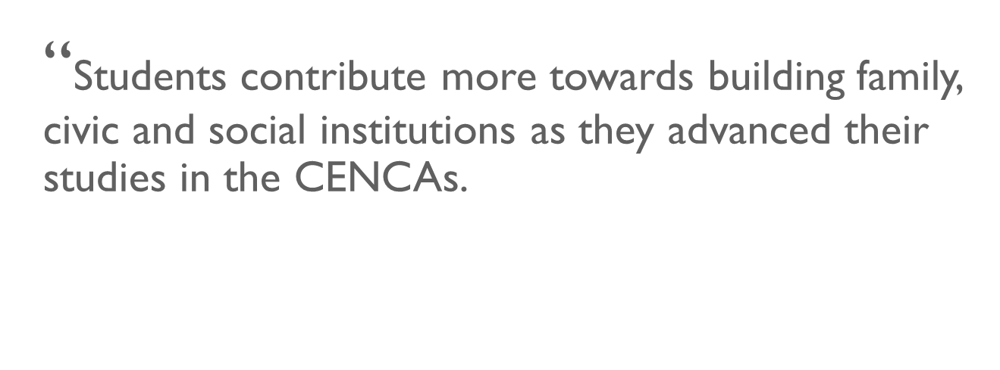 “Students contribute more towards building family,
civic and social institutions as they advanced their
studies in the CENCAs.